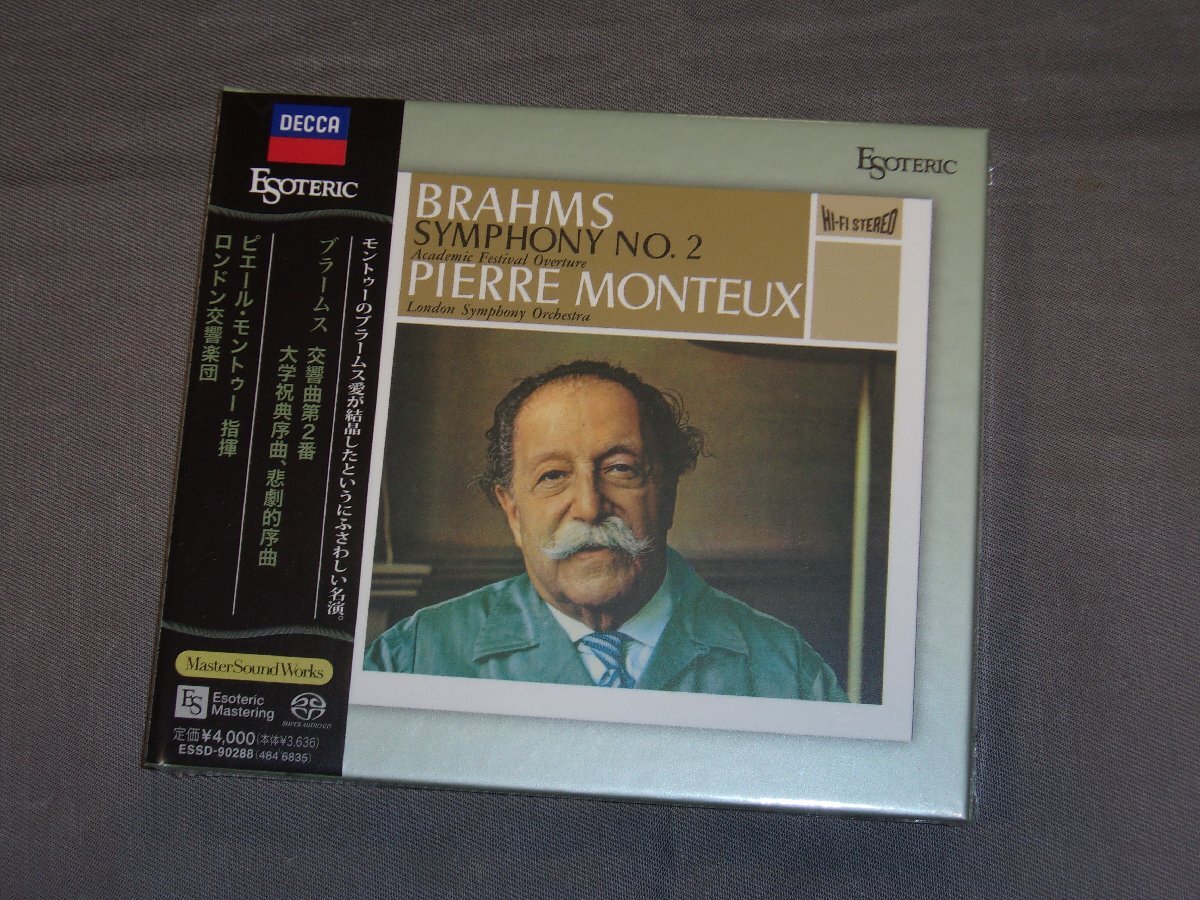 DECCA
ESOTERIC
モントゥーのブラームス愛が結晶したというにふさわしい名演。
ブラームス 交響曲第2番
大学祝典序曲、悲劇的序曲
ピエール・モントゥー 指揮
ロンドン交響楽団
MasterSoundWorks
ES Esoteric
Mastering
SUPER AUDIO CD
定価¥4,000(本体¥3,636)
ESSD-90288(484 6835)
ESOTERIC
BRAHMS
SYMPHONY NO. 2
Academic Festival Overture
PIERRE MONTEUX
London Symphony Orchestra
HI-FI STEREO